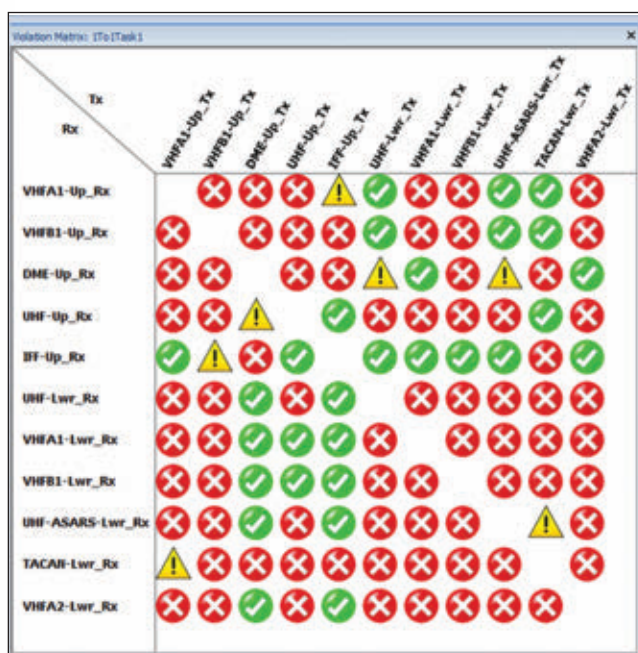 Violation Matrix: 1To1Task1
Tx
Rx
VHFA1-Up_Tx
VHFB1-Up_Tx
DME-Up_Tx
UHF-Up_Tx
IFF-Up_Tx
UHF-Lwr_Tx
VHFA1-Lwr_Tx
VHFB1-Lwr_Tx
UHF-ASARS-Lwr_Tx
TACAN-Lwr_Tx
VHFA2-Lwr_Tx
VHFA1-Up_Rx
VHFB1-Up_Rx
DME-Up_Rx
UHF-Up_Rx
IFF-Up_Rx
UHF-Lwr_Rx
VHFA1-Lwr_Rx
VHFB1-Lwr_Rx
UHF-ASARS-Lwr_Rx
TACAN-Lwr_Rx
VHFA2-Lwr_Rx